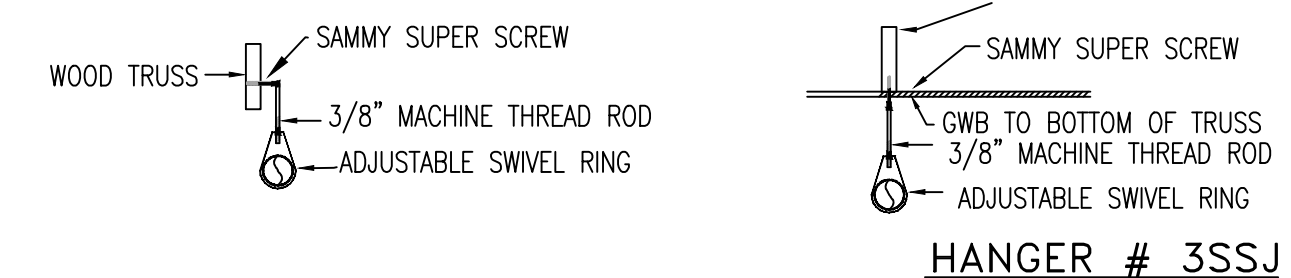 SAMMY SUPER SCREW
WOOD TRUSS
3/8" MACHINE THREAD ROD
ADJUSTABLE SWIVEL RING
SAMMY SUPER SCREW
GWB TO BOTTOM OF TRUSS
3/8" MACHINE THREAD ROD
ADJUSTABLE SWIVEL RING
HANGER # 3SSJ